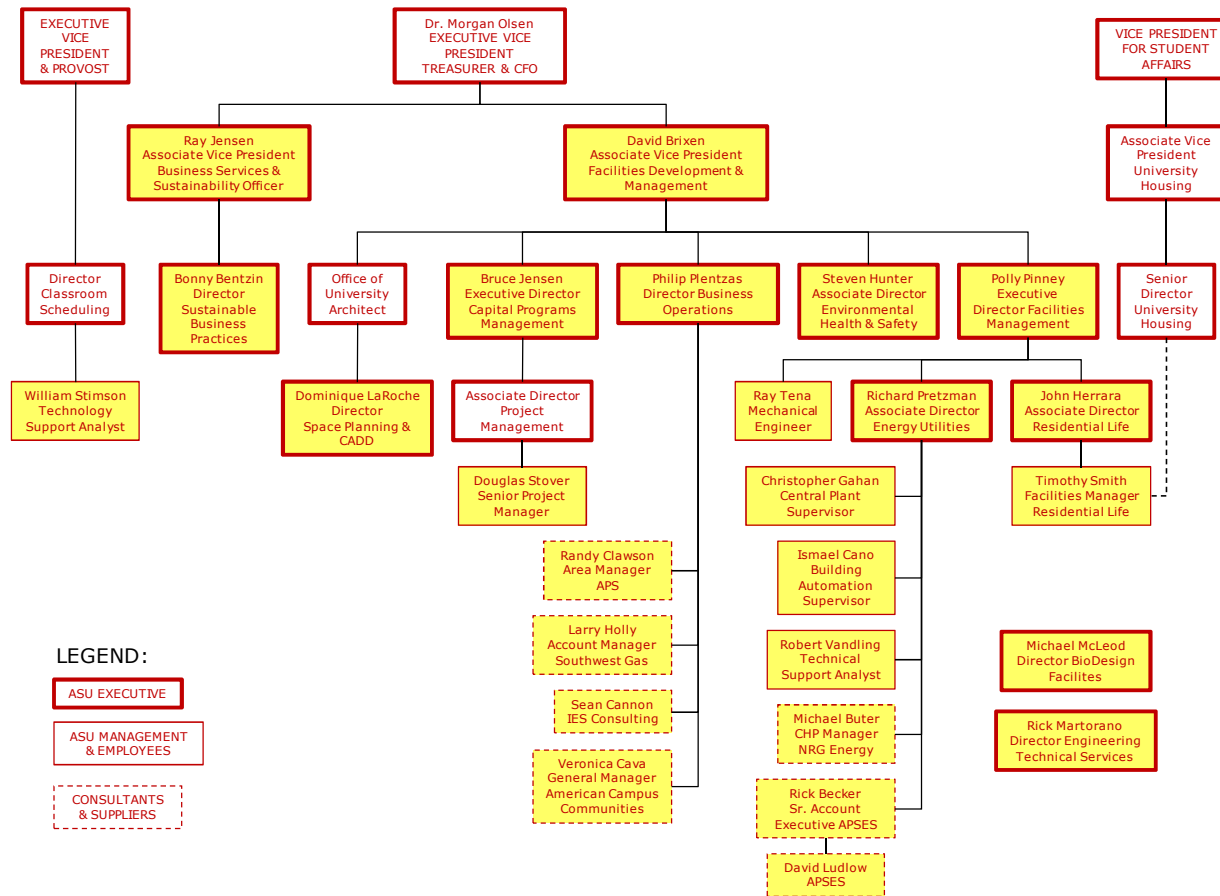 EXECUTIVE
VICE
PRESIDENT
& PROVOST
Dr. Morgan Olsen
EXECUTIVE VICE
PRESIDENT
TREASURER & CFO
VICE PRESIDENT
FOR STUDENT
AFFAIRS
Ray Jensen
Associate Vice President
Business Services &
Sustainability Officer
David Brixen
Associate Vice President
Facilities Development &
Management
Associate Vice
President
University
Housing
Director
Classroom
Scheduling
Bonny Bentzin
Director
Sustainable
Business
Practices
Office of
University
Architect
Bruce Jensen
Executive Director
Capital Programs
Management
Philip Plentzas
Director Business
Operations
Steven Hunter
Associate Director
Environmental
Health & Safety
Polly Pinney
Executive
Director Facilities
Management
Senior
Director
University
Housing
William Stimson
Technology
Support Analyst
Dominique LaRoche
Director
Space Planning &
CADD
Associate Director
Project
Management
Ray Tena
Mechanical
Engineer
Richard Pretzman
Associate Director
Energy Utilities
John Herrara
Associate Director
Residential Life
Douglas Stover
Senior Project
Manager
Christopher Gahan
Central Plant
Supervisor
Timothy Smith
Facilities Manager
Residential Life
Randy Clawson
Area Manager
APS
Ismael Cano
Building
Automation
Supervisor
Larry Holly
Account Manager
Southwest Gas
Robert Vandling
Technical
Support Analyst
Michael McLeod
Director BioDesign
Facilites
Sean Cannon
IES Consulting
Michael Buter
CHP Manager
NRG Energy
Rick Martorano
Director Engineering
Technical Services
Veronica Cava
General Manager
American Campus
Communities
Rick Becker
Sr. Account
Executive APSES
David Ludlow
APSES
LEGEND:
ASU EXECUTIVE
ASU MANAGEMENT
& EMPLOYEES
CONSULTANTS
& SUPPLIERS